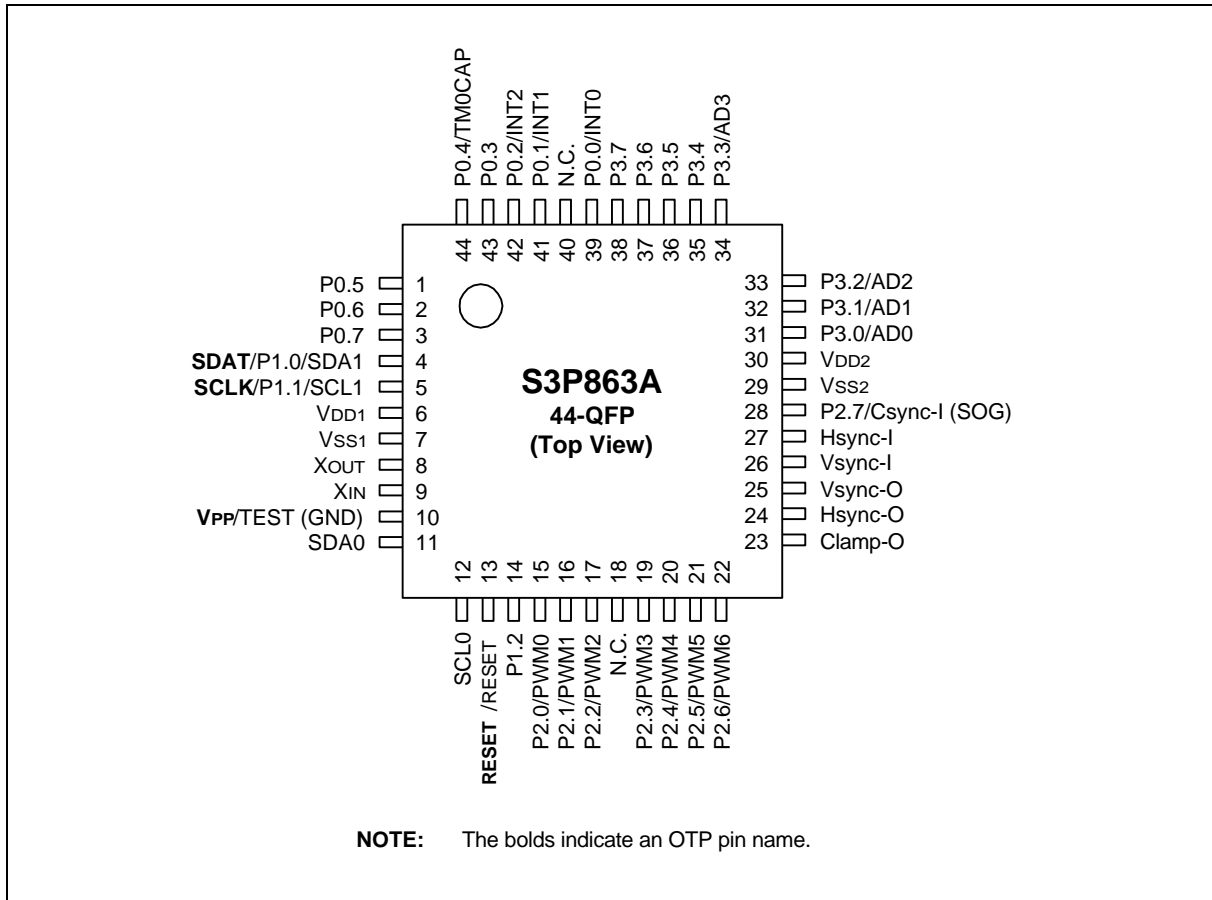 P0.4/TM0CAP
P0.3
P0.2/INT2
P0.1/INT1
N.C.
P0.0/INT0
P3.7
P3.6
P3.5
P3.4
P3.3/AD3
44
43
42
41
40
39
38
37
36
35
34
P0.5 1
P0.6 2
P0.7 3
SDAT/P1.0/SDA1 4
SCLK/P1.1/SCL1 5
VDD1 6
VSS1 7
XOUT 8
XIN 9
VPP/TEST (GND) 10
SDA0 11
S3P863A
44-QFP
(Top View)
33 P3.2/AD2
32 P3.1/AD1
31 P3.0/AD0
30 VDD2
29 VSS2
28 P2.7/Csync-I (SOG)
27 Hsync-I
26 Vsync-I
25 Vsync-O
24 Hsync-O
23 Clamp-O
12
13
14
15
16
17
18
19
20
21
22
SCL0
RESET /RESET
P1.2
P2.0/PWM0
P2.1/PWM1
P2.2/PWM2
N.C.
P2.3/PWM3
P2.4/PWM4
P2.5/PWM5
P2.6/PWM6
NOTE: The bolds indicate an OTP pin name.